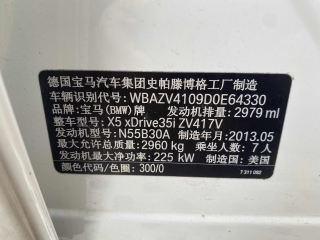 德国宝马汽车集团史帕滕博格工厂制造
车辆识别代号: WBAZV4109D0E64330
品牌: 宝马(BMW)牌 发动机排量: 2979 ml
整车型号: X5 xDrive35i ZV417V
发动机型号: N55B30A 制造年月: 2013.05
最大允许总质量: 2960 kg 乘坐人数: 7人
发动机最大净功率: 225 kW 制造国: 美国
颜色代码/色圈: 300/0
7 311 092